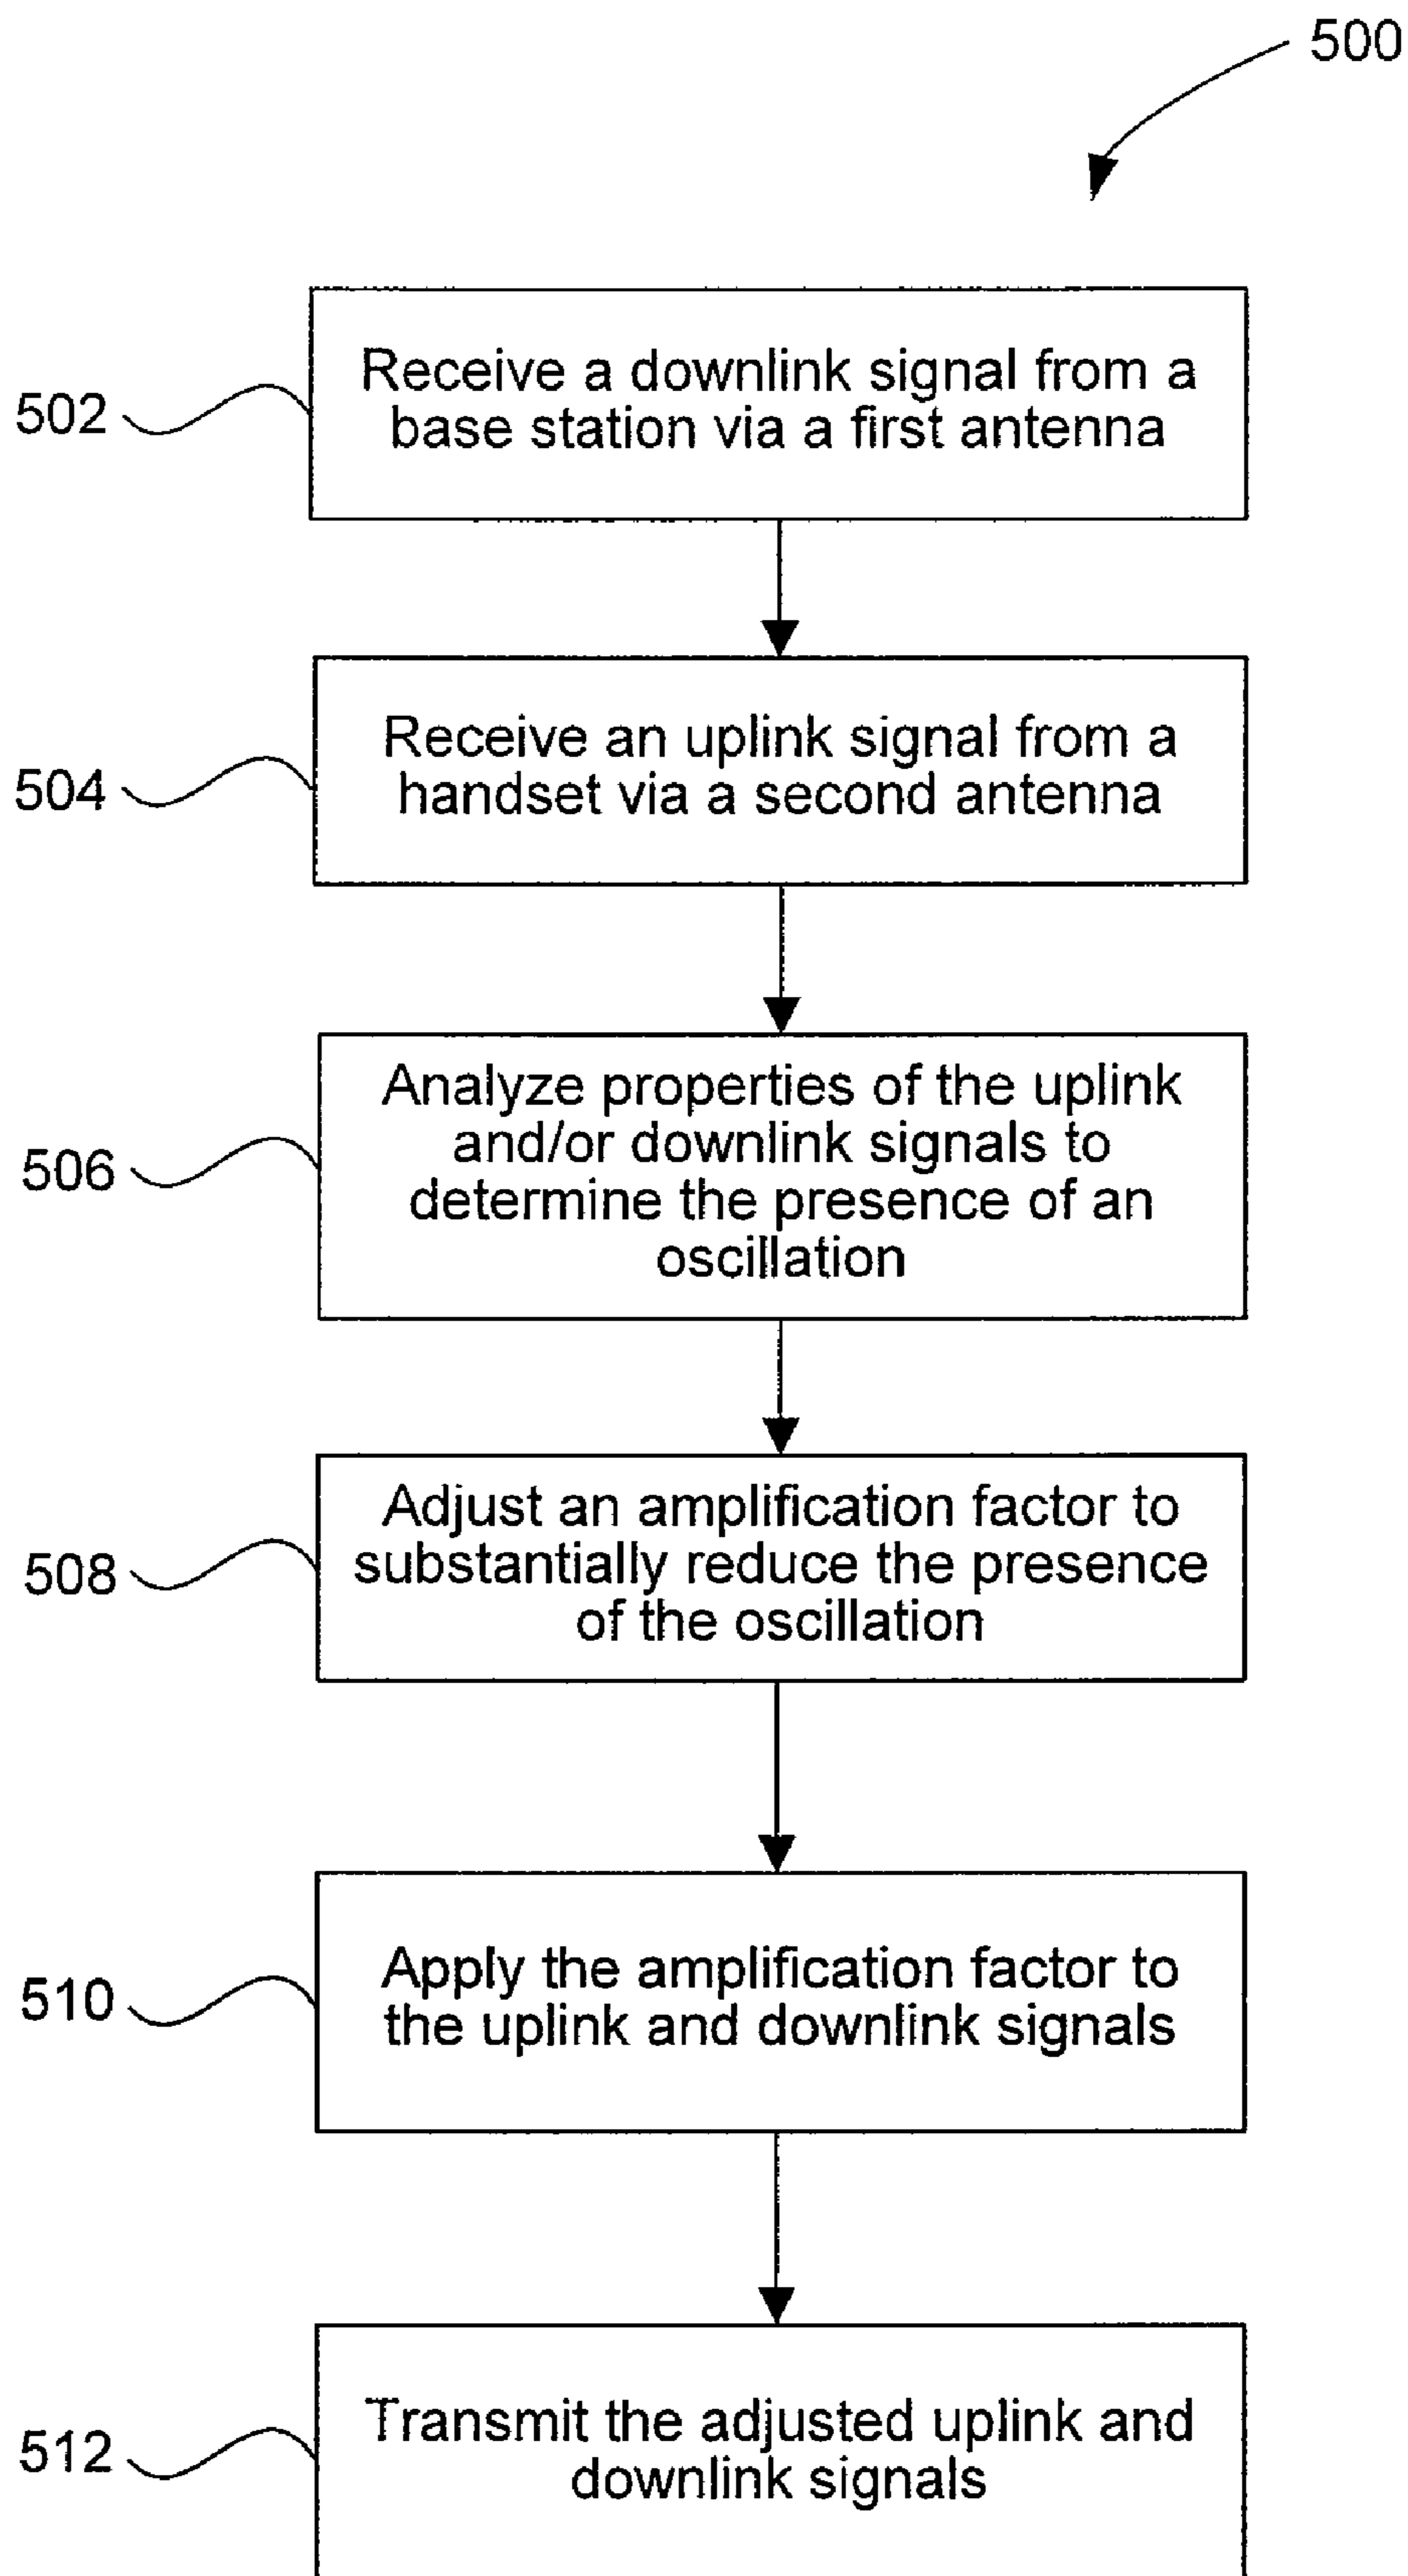 500
502
Receive a downlink signal from a
base station via a first antenna
504
Receive an uplink signal from a
handset via a second antenna
506
Analyze properties of the uplink
and/or downlink signals to
determine the presence of an
oscillation
508
Adjust an amplification factor to
substantially reduce the presence
of the oscillation
510
Apply the amplification factor to
the uplink and downlink signals
512
Transmit the adjusted uplink and
downlink signals